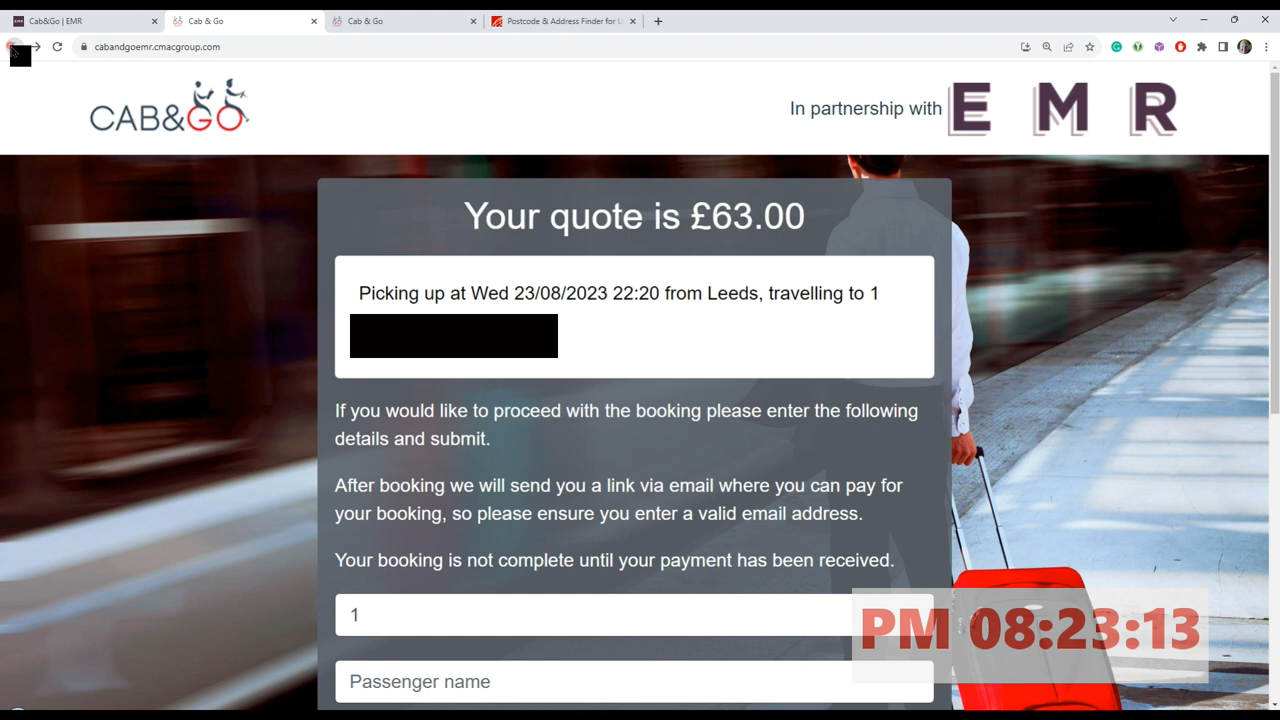 Cab&Go | EMR
Cab & Go
Cab & Go
Postcode & Address Finder for U
cabandgoemr.cmacgroup.com
CAB&GO
In partnership with E M R
Your quote is £63.00
Picking up at Wed 23/08/2023 22:20 from Leeds, travelling to 1
If you would like to proceed with the booking please enter the following
details and submit.
After booking we will send you a link via email where you can pay for
your booking, so please ensure you enter a valid email address.
Your booking is not complete until your payment has been received.
1
PM 08:23:13
Passenger name